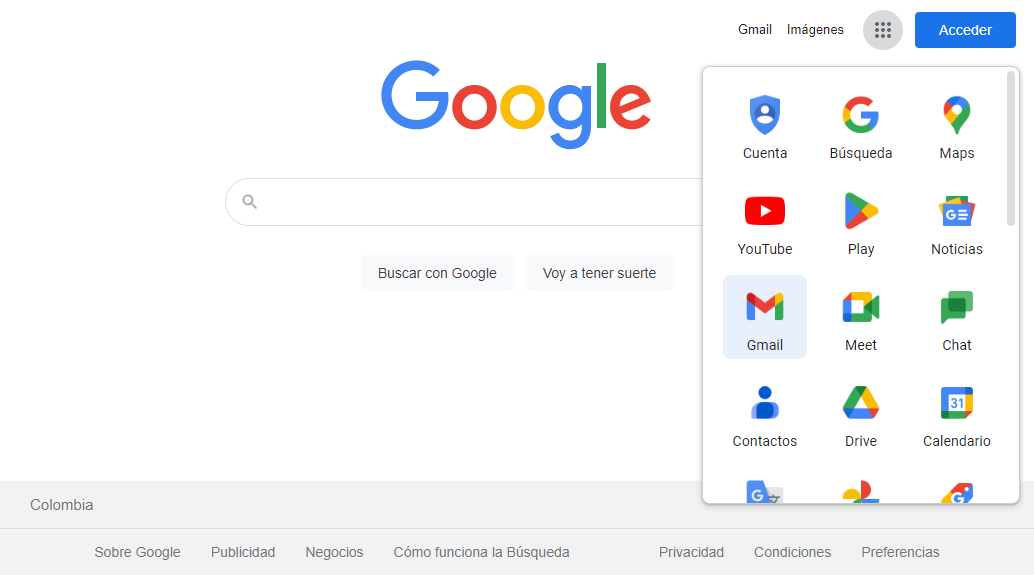 Gmail Imágenes Acceder
Google
Cuenta Búsqueda Maps
YouTube Play GE Noticias
Gmail Meet Chat
Buscar con Google Voy a tener suerte
31
Contactos Drive Calendario
G G
Colombia
Sobre Google Publicidad Negocios Cómo funciona la Búsqueda Privacidad Condiciones Preferencias